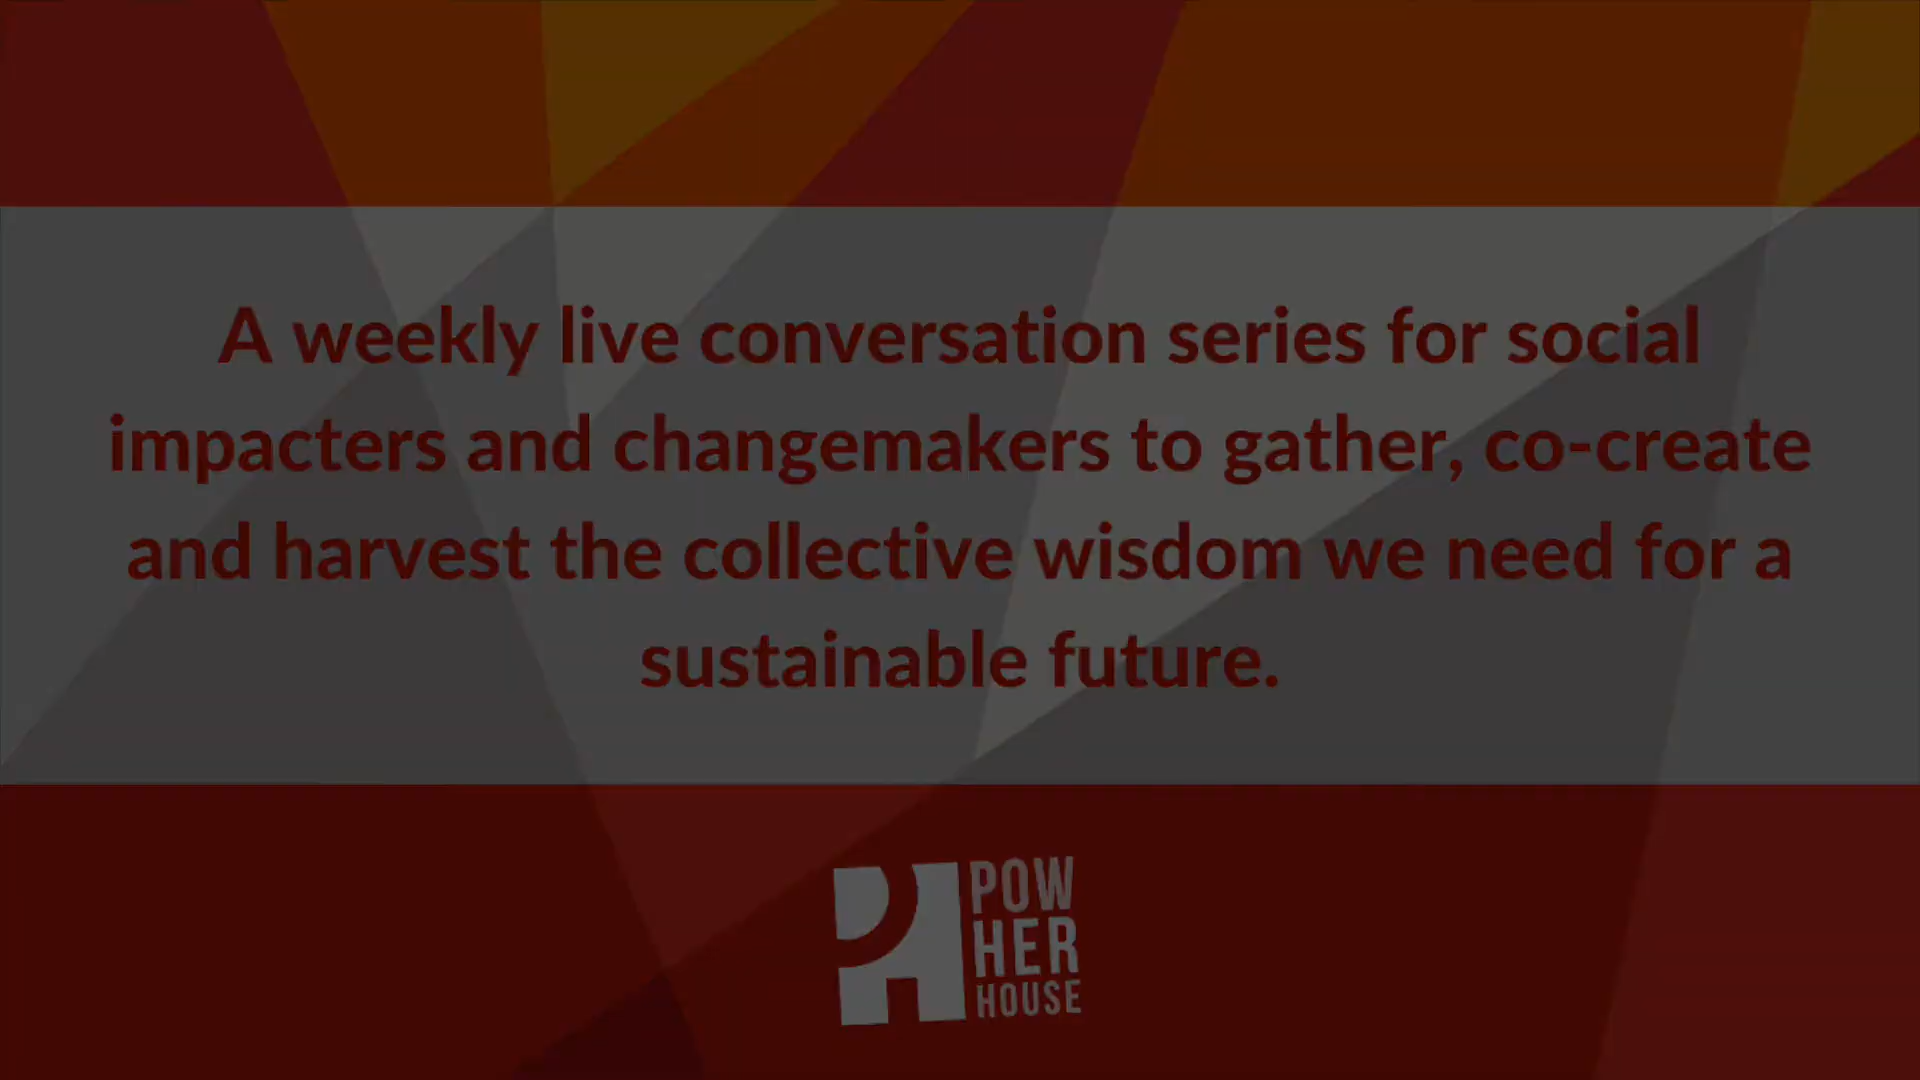 A weekly live conversation series for social
impacters and changemakers to gather, co-create
and harvest the collective wisdom we need for a
sustainable future.
POW
HER
HOUSE